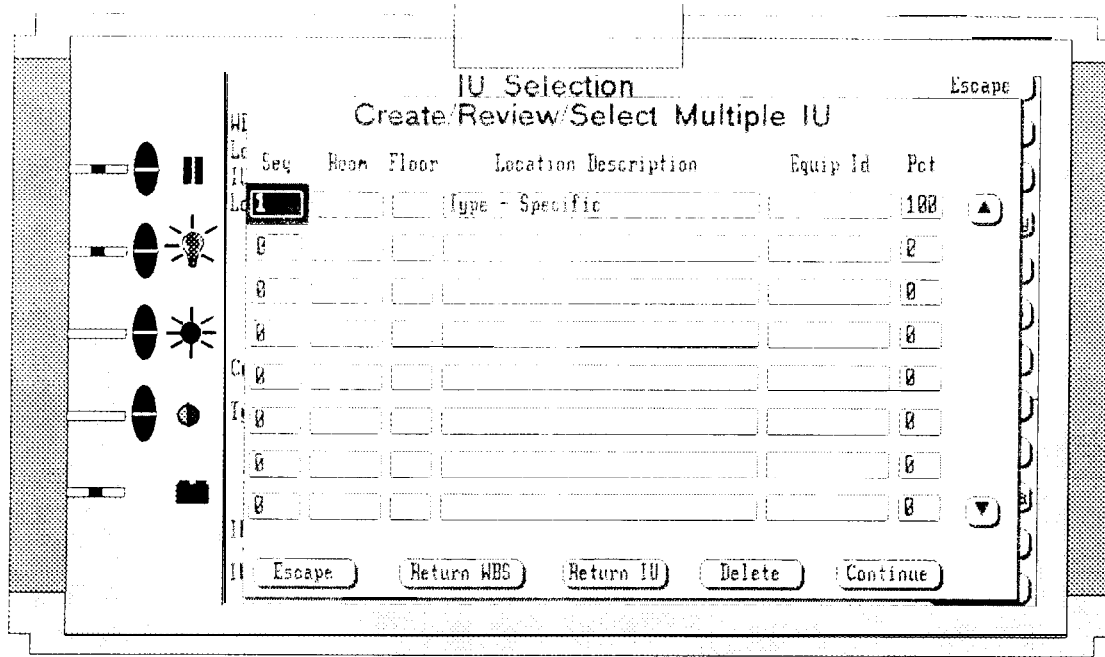 IU Selection
Escape
Create/Review/Select Multiple IU
Seq Room Floor Location Description Equip Id Pct
1 Type - Specific 100
0 0
0 0
0 0
0 0
0 0
0 0
0 0
Escape Return WBS Return IU Delete Continue